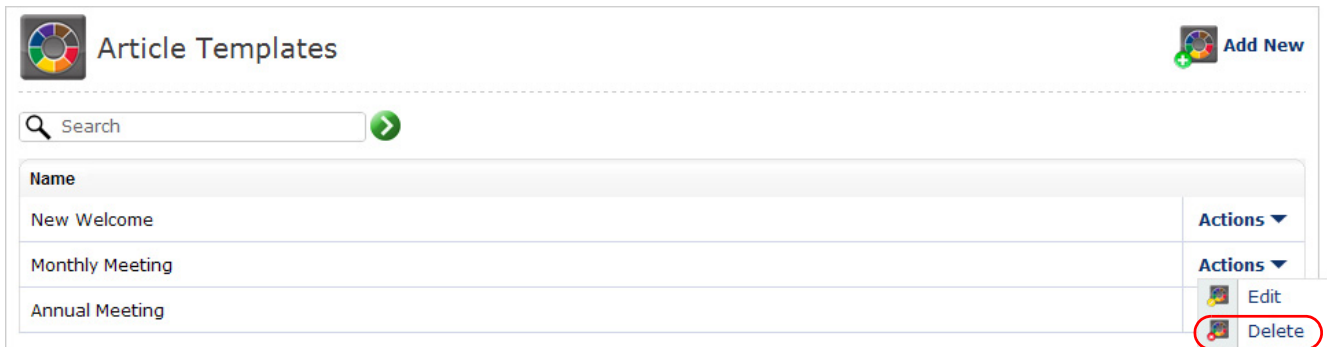 Article Templates
Add New
Search
Name
New Welcome Actions
Monthly Meeting Actions
Edit
Annual Meeting
Delete